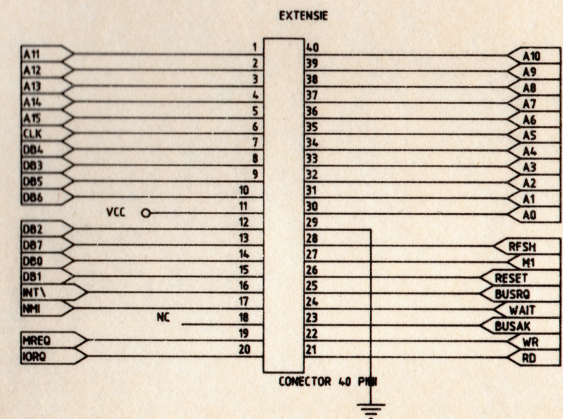 EXTENSIE
A11 1 40 A10
A12 2 39 A9
A13 3 38 A8
A14 4 37 A7
A15 5 36 A6
CLK 6 35 A5
DB4 7 34 A4
DB3 8 33 A3
DB5 9 32 A2
DB6 10 31 A1
VCC 11 30 A0
DB2 12 29
DB7 13 28 RFSH
DB0 14 27 M1
DB1 15 26 RESET
INT\ 16 25 BUSRQ
NMI 17 24 WAIT
NC 18 23 BUSAK
MREQ 19 22 WR
IORQ 20 21 RD
CONECTOR 40 PINI